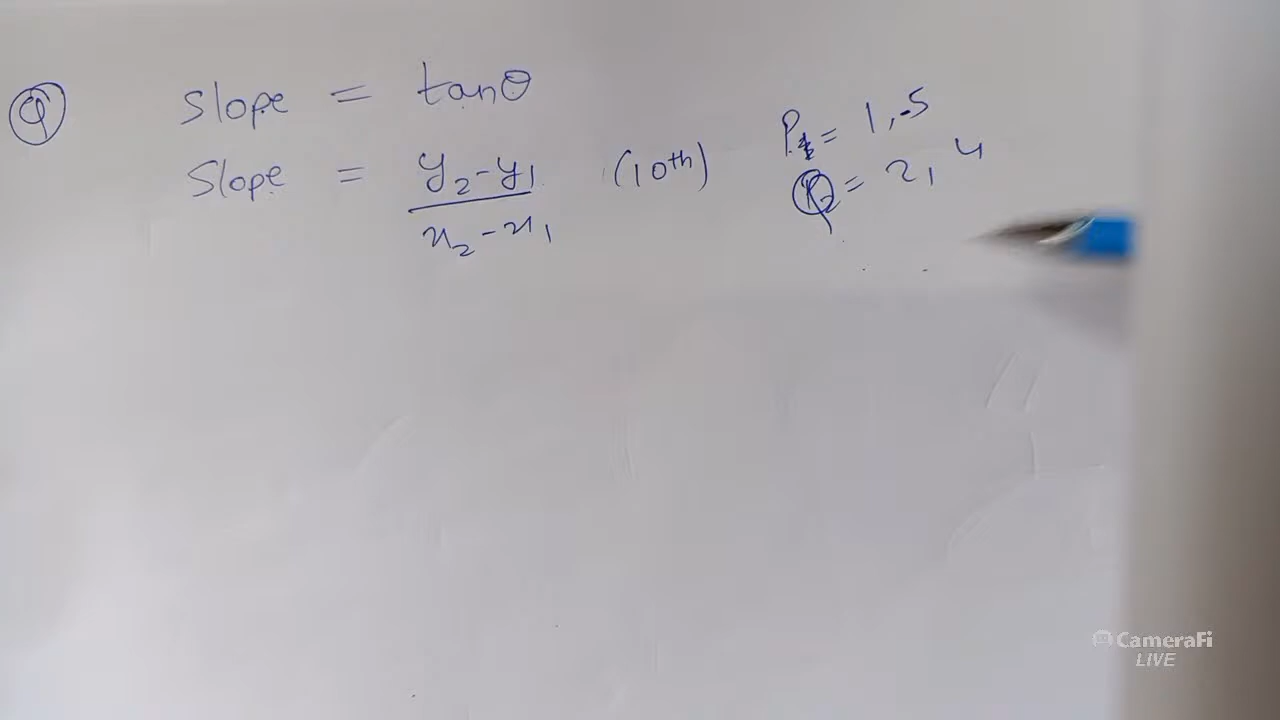 Q slope = tanθ
Slope = y2-y1 (10th)
x2-x1
P = 1,-5
Q = 2, 4
CameraFi
LIVE